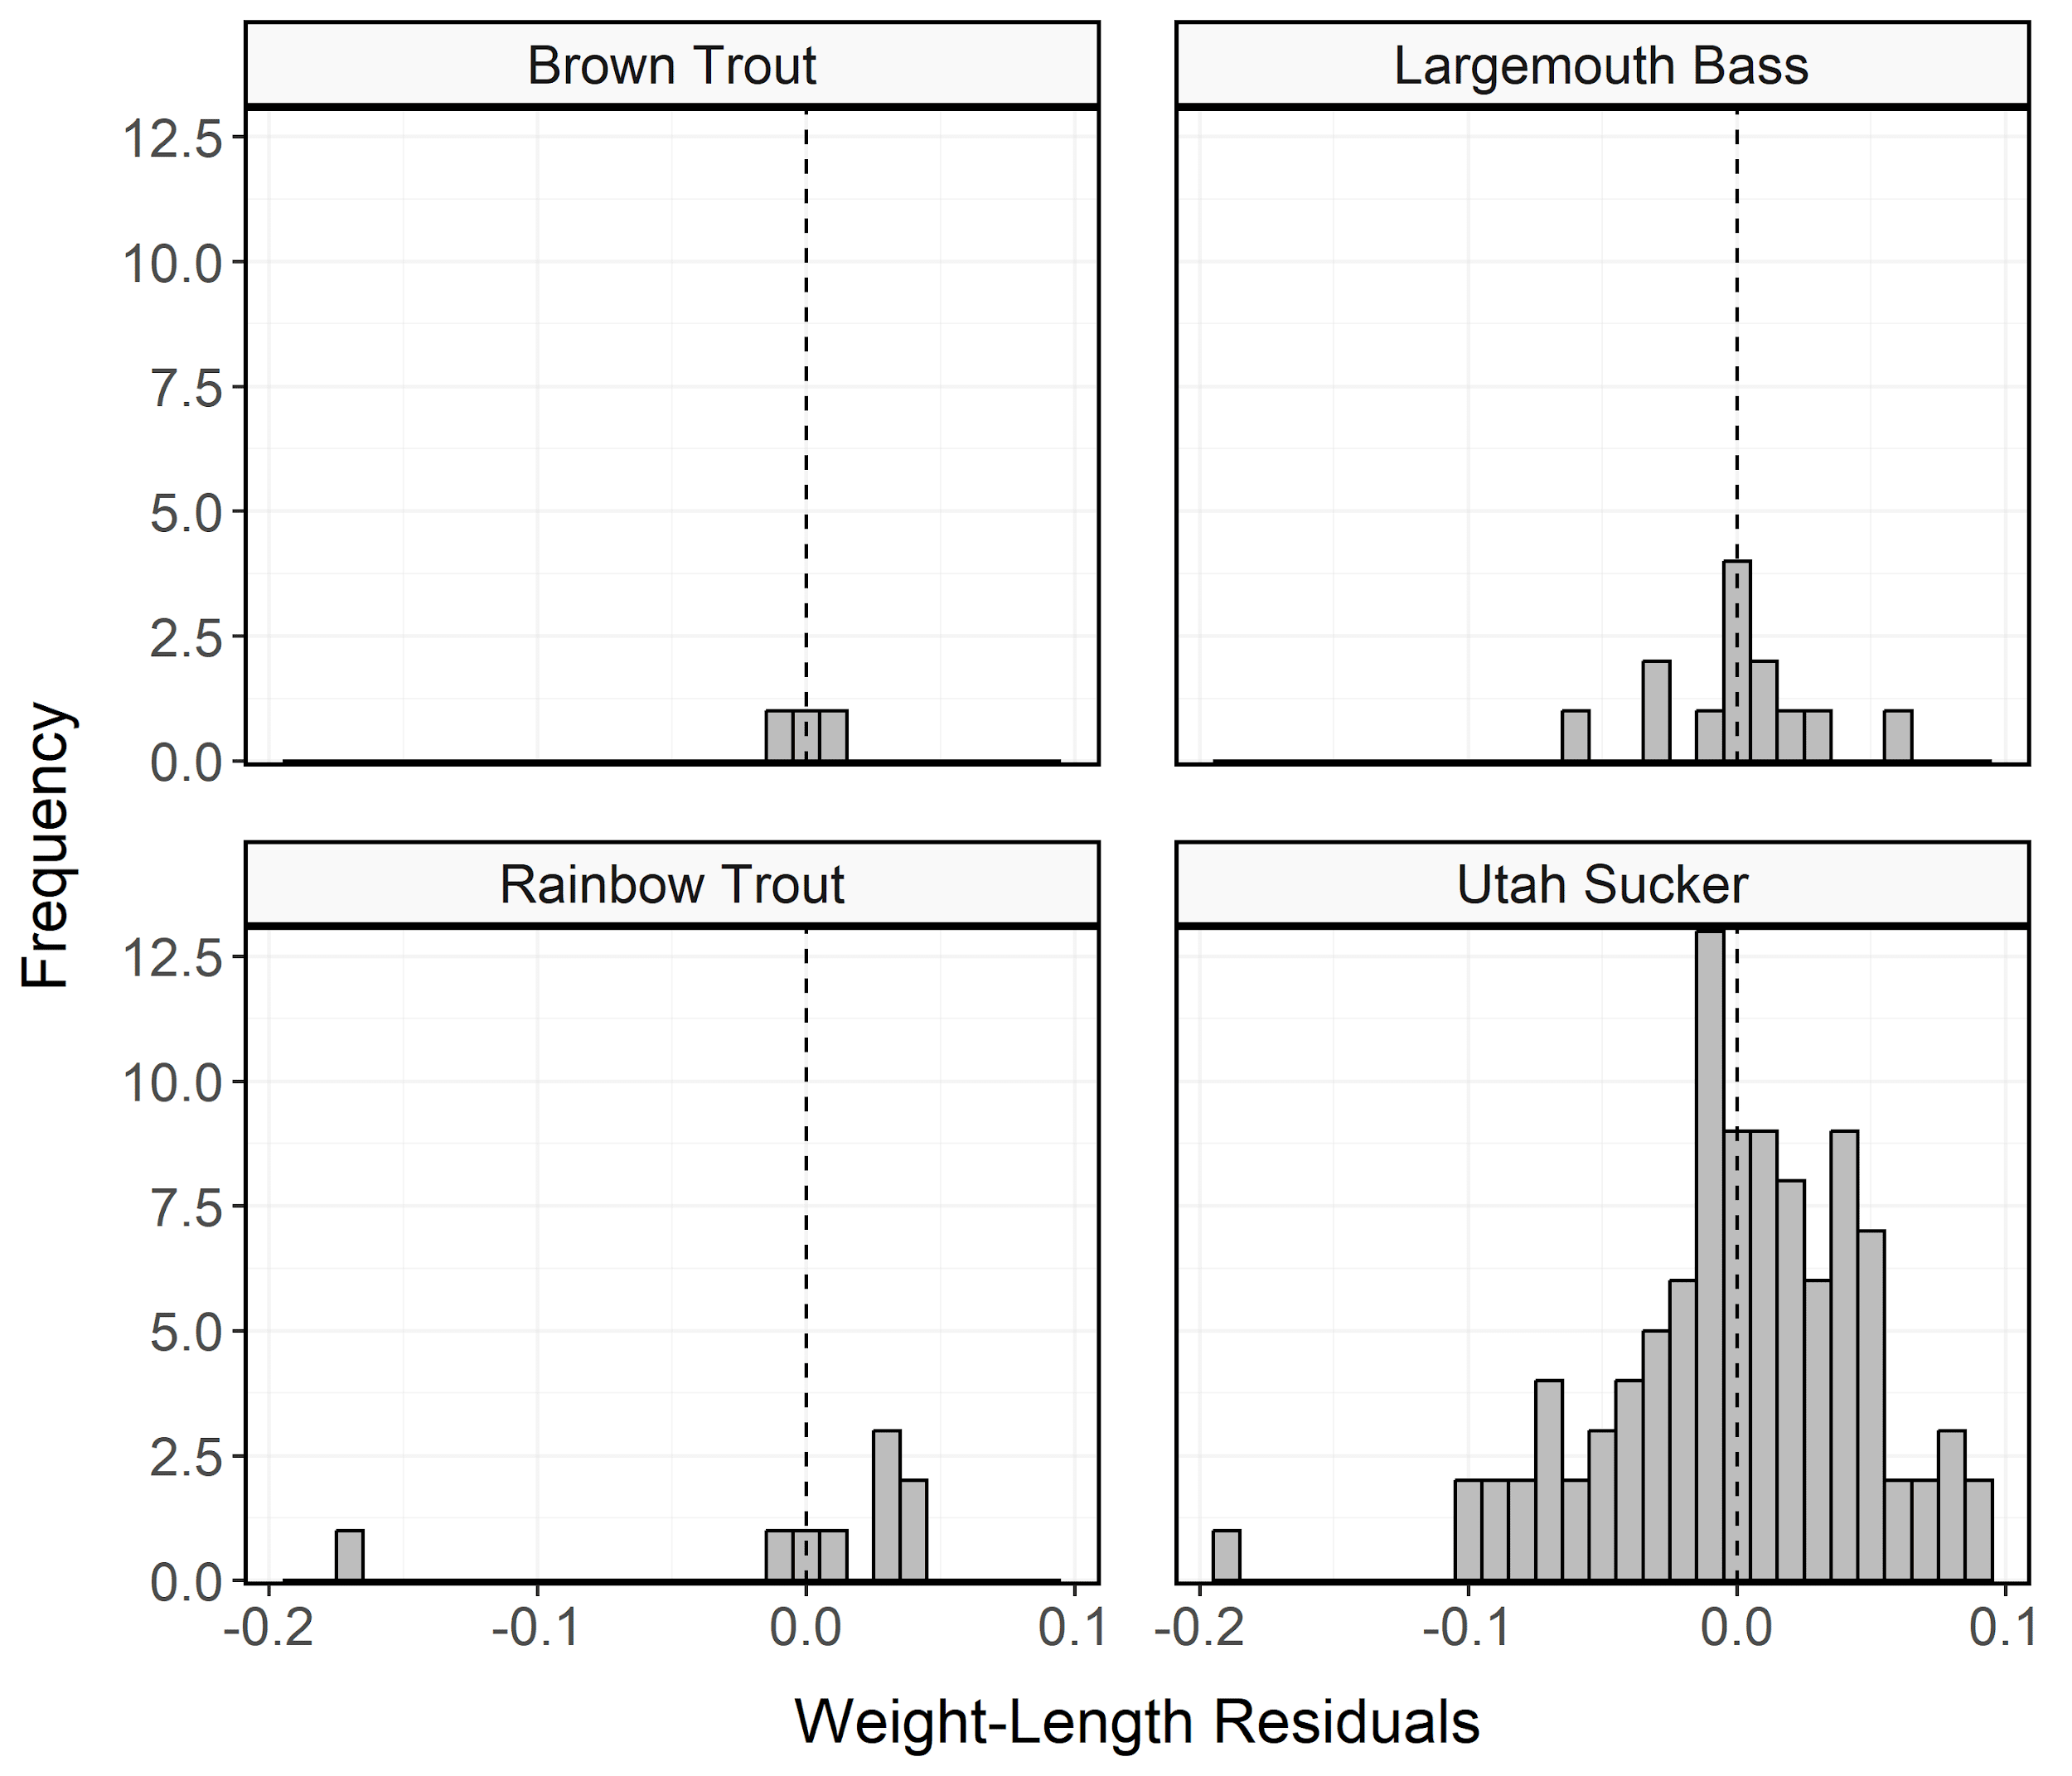 Brown Trout
Largemouth Bass
12.5
10.0
7.5
5.0
2.5
0.0
Frequency
Rainbow Trout
Utah Sucker
12.5
10.0
7.5
5.0
2.5
0.0
-0.2 -0.1 0.0 0.1 -0.2 -0.1 0.0 0.1
Weight-Length Residuals